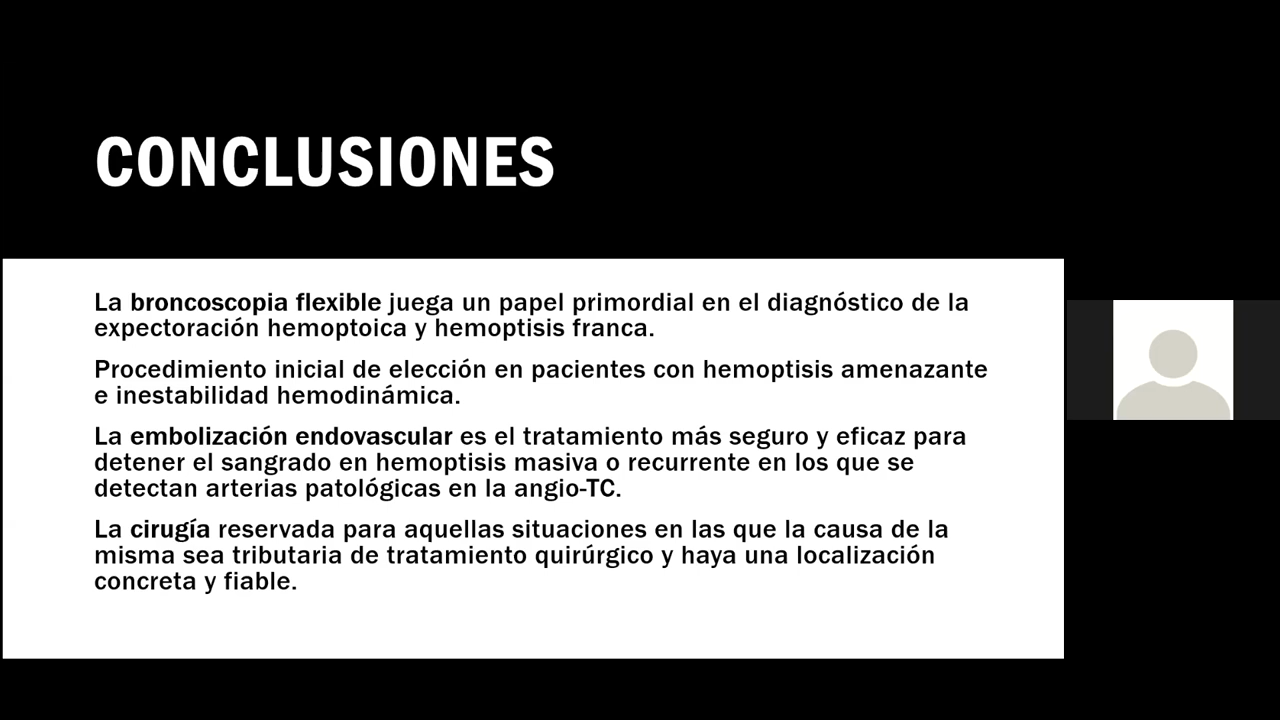 CONCLUSIONES
La broncoscopia flexible juega un papel primordial en el diagnóstico de la
expectoración hemoptoica y hemoptisis franca.
Procedimiento inicial de elección en pacientes con hemoptisis amenazante
e inestabilidad hemodinámica.
La embolización endovascular es el tratamiento más seguro y eficaz para
detener el sangrado en hemoptisis masiva o recurrente en los que se
detectan arterias patológicas en la angio-TC.
La cirugía reservada para aquellas situaciones en las que la causa de la
misma sea tributaria de tratamiento quirúrgico y haya una localización
concreta y fiable.